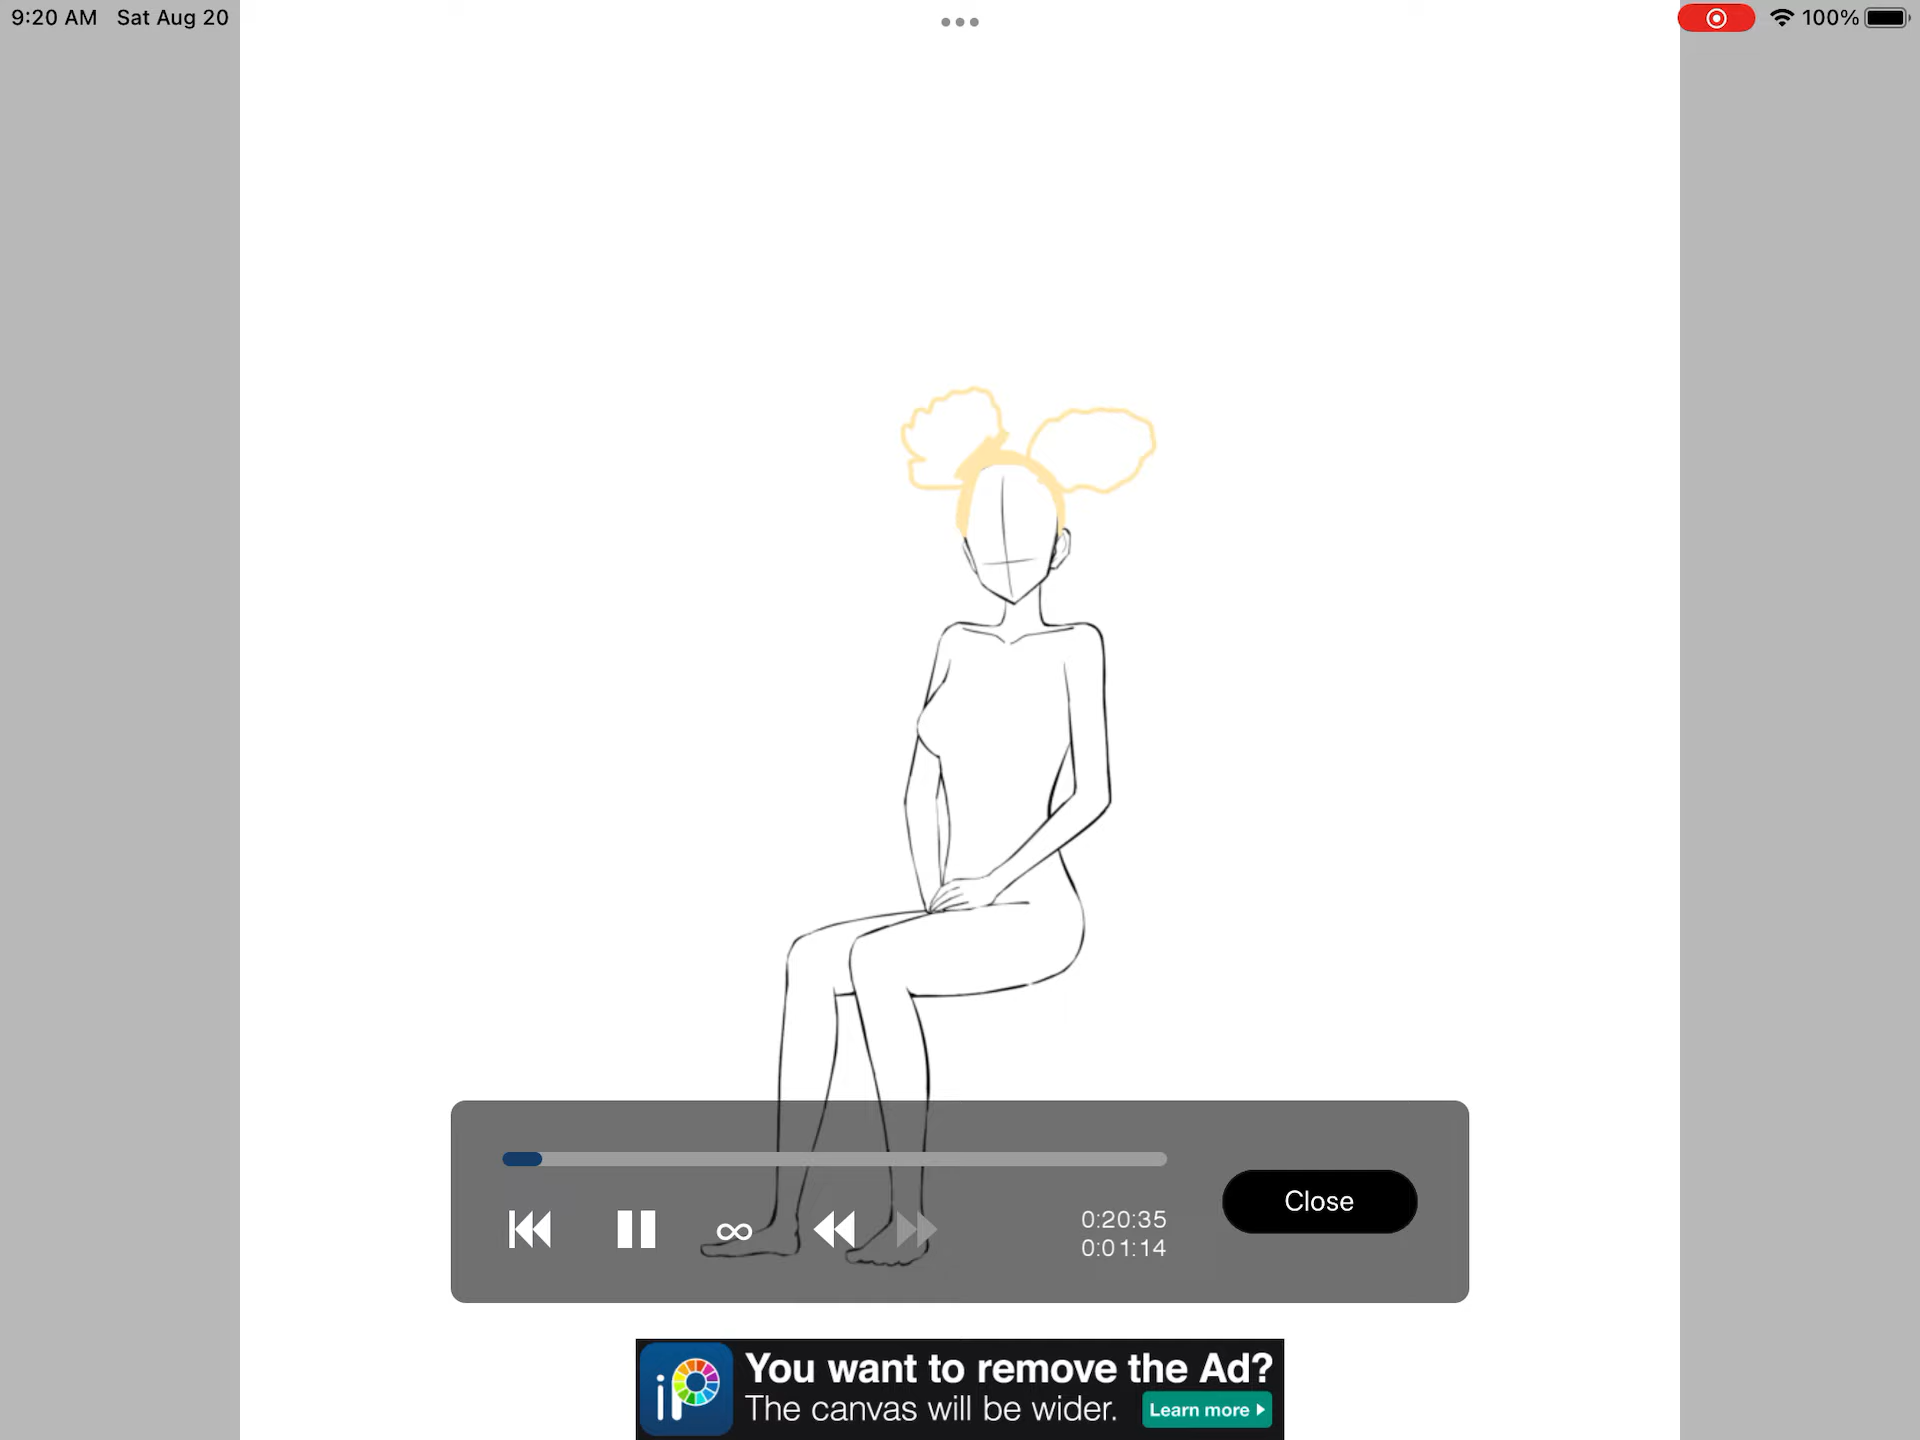 9:20 AM Sat Aug 20
100%
0:20:35
0:01:14
Close
iP
You want to remove the Ad?
The canvas will be wider.
Learn more